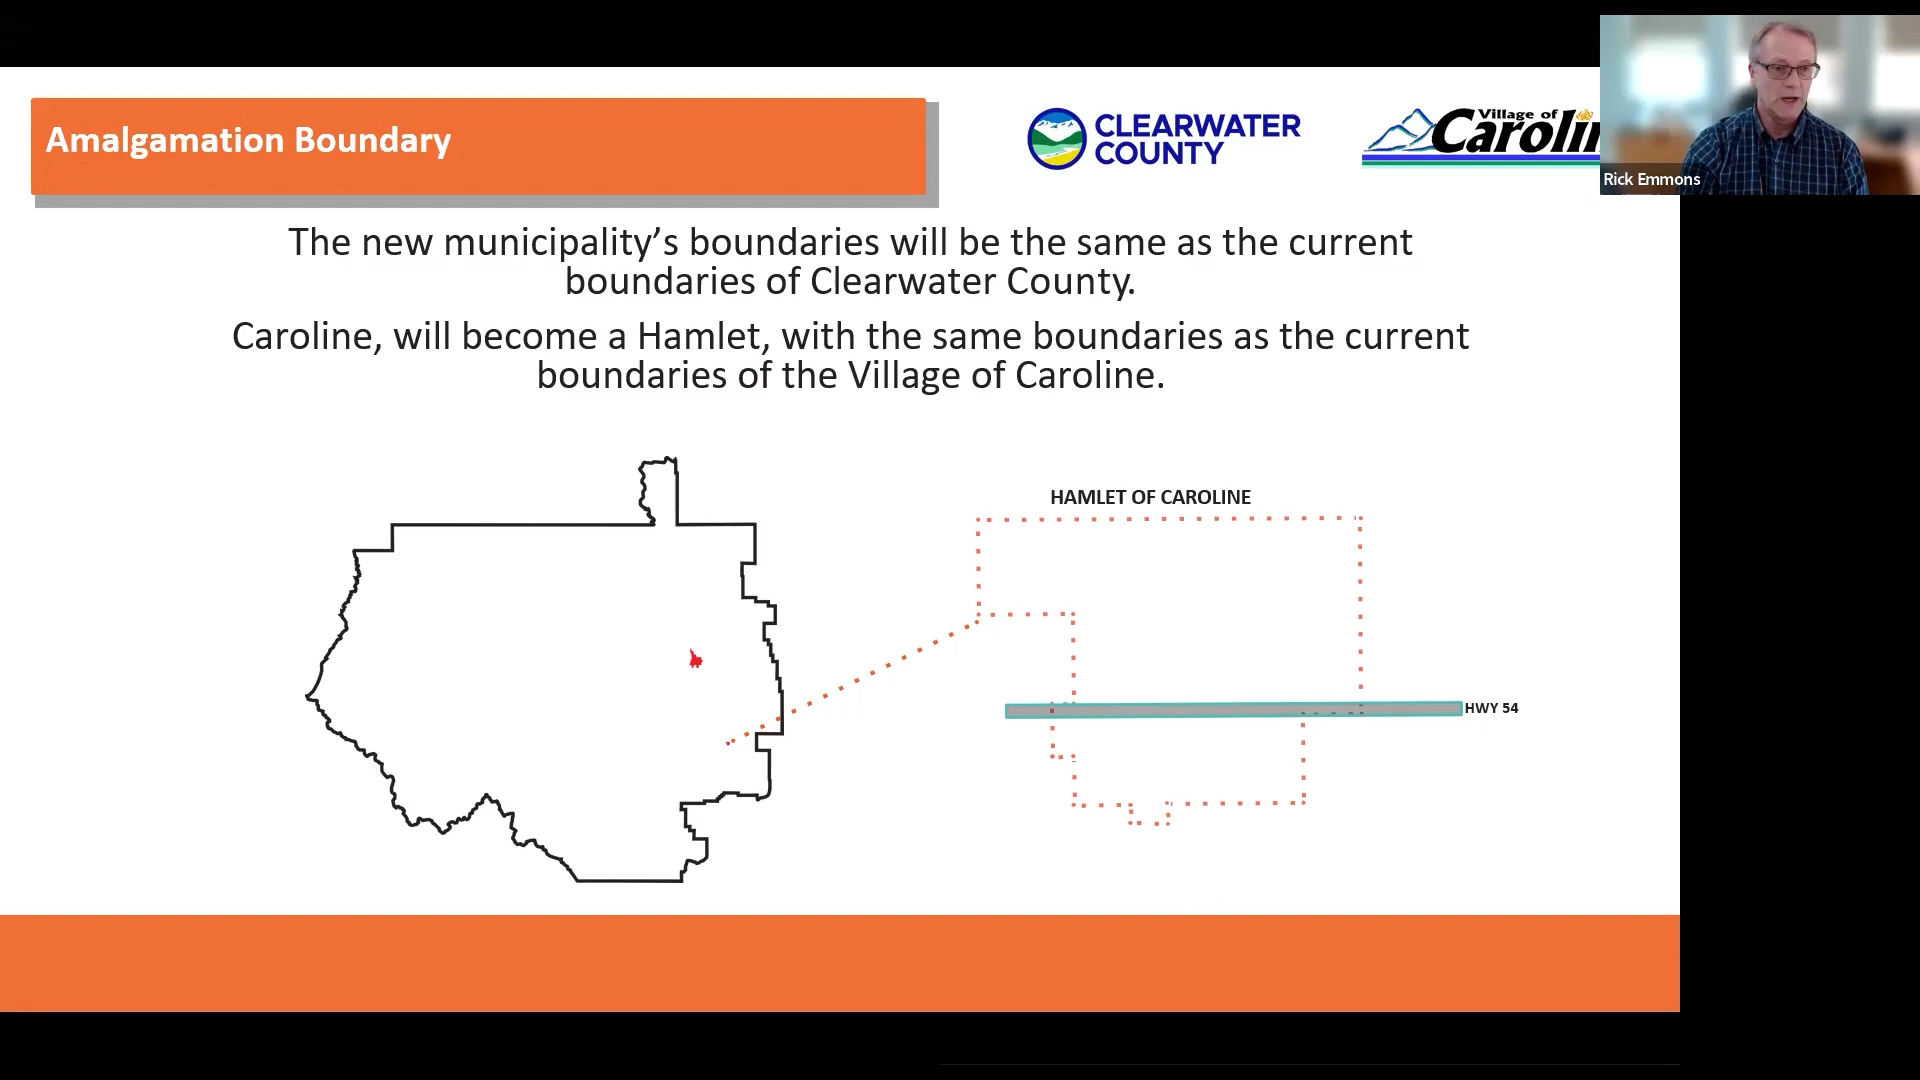 Amalgamation Boundary
CLEARWATER
COUNTY
Village of
Rick Emmons
The new municipality’s boundaries will be the same as the current
boundaries of Clearwater County.
Caroline, will become a Hamlet, with the same boundaries as the current
boundaries of the Village of Caroline.
HAMLET OF CAROLINE
HWY 54